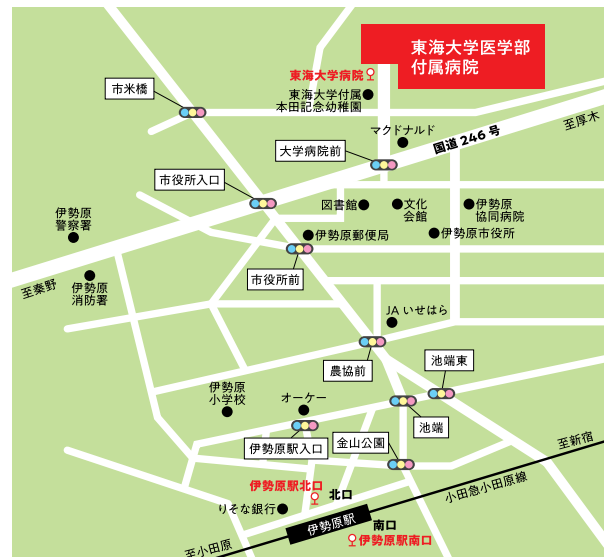 東海大学医学部
付属病院
東海大学病院
市米橋
東海大学付属
本田記念幼稚園
マクドナルド
国道246号
至厚木
大学病院前
市役所入口
図書館
文化
会館
伊勢原
協同病院
伊勢原
警察署
伊勢原郵便局
伊勢原市役所
市役所前
伊勢原
消防署
至秦野
JAいせはら
農協前
池端東
伊勢原
小学校
オーケー
池端
伊勢原駅入口
金山公園
至新宿
伊勢原駅北口
北口
小田急小田原線
りそな銀行
伊勢原駅
南口
伊勢原駅南口
至小田原